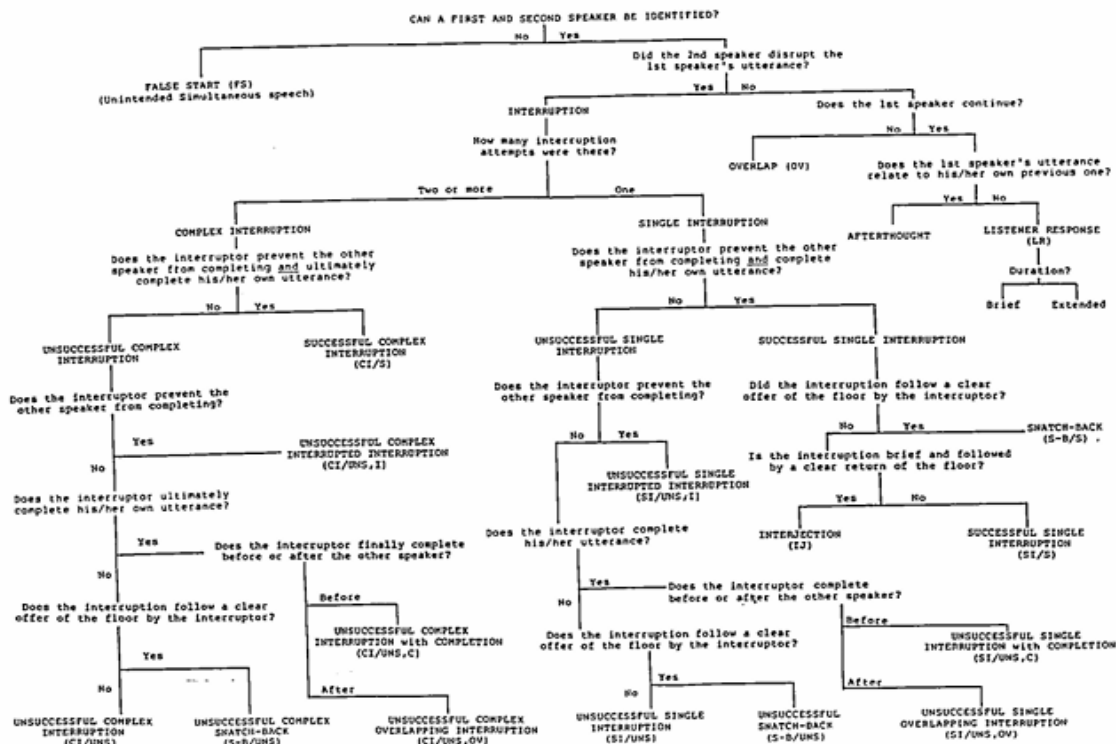 CAN A FIRST AND SECOND SPEAKER BE IDENTIFIED?
No Yes
FALSE START (FS)
(Unintended Simultaneous speech)
Did the 2nd speaker disrupt the
1st speaker's utterance?
Yes No
INTERRUPTION
How many interruption
attempts were there?
Does the 1st speaker continue?
No Yes
OVERLAP (OV)
Does the 1st speaker's utterance
relate to his/her own previous one?
Yes No
AFTERTHOUGHT
LISTENER RESPONSE
(LR)
Duration?
Brief Extended
Two or more One
COMPLEX INTERRUPTION
Does the interruptor prevent the other
speaker from completing and ultimately
complete his/her own utterance?
No Yes
UNSUCCESSFUL COMPLEX
INTERRUPTION
SUCCESSFUL COMPLEX
INTERRUPTION
(CI/S)
Does the interruptor prevent the
other speaker from completing?
Yes
UNSUCCESSFUL COMPLEX
INTERRUPTED INTERRUPTION
(CI/UNS,I)
No
Does the interruptor ultimately
complete his/her own utterance?
Yes
Does the interruptor finally complete
before or after the other speaker?
Before
UNSUCCESSFUL COMPLEX
INTERRUPTION with COMPLETION
(CI/UNS,C)
After
UNSUCCESSFUL COMPLEX
OVERLAPPING INTERRUPTION
(CI/UNS,OV)
No
Does the interruption follow a clear
offer of the floor by the interruptor?
Yes
UNSUCCESSFUL COMPLEX
SNATCH-BACK
(S-B/UNS)
No
UNSUCCESSFUL COMPLEX
INTERRUPTION
(CI/UNS)
SINGLE INTERRUPTION
Does the interruptor prevent the other
speaker from completing and complete
his/her own utterance?
No Yes
UNSUCCESSFUL SINGLE
INTERRUPTION
SUCCESSFUL SINGLE INTERRUPTION
Does the interruptor prevent the
other speaker from completing?
No Yes
UNSUCCESSFUL SINGLE
INTERRUPTED INTERRUPTION
(SI/UNS,I)
Does the interruptor complete
his/her utterance?
Yes
Does the interruptor complete
before or after the other speaker?
Before
UNSUCCESSFUL SINGLE
INTERRUPTION with COMPLETION
(SI/UNS,C)
After
UNSUCCESSFUL SINGLE
OVERLAPPING INTERRUPTION
(SI/UNS,OV)
No
Does the interruption follow a clear
offer of the floor by the interruptor?
Yes
UNSUCCESSFUL
SNATCH-BACK
(S-B/UNS)
No
UNSUCCESSFUL SINGLE
INTERRUPTION
(SI/UNS)
Did the interruption follow a clear
offer of the floor by the interruptor?
No Yes
SNATCH-BACK
(S-B/S)
Is the interruption brief and followed
by a clear return of the floor?
Yes No
INTERJECTION
(IJ)
SUCCESSFUL SINGLE
INTERRUPTION
(SI/S)